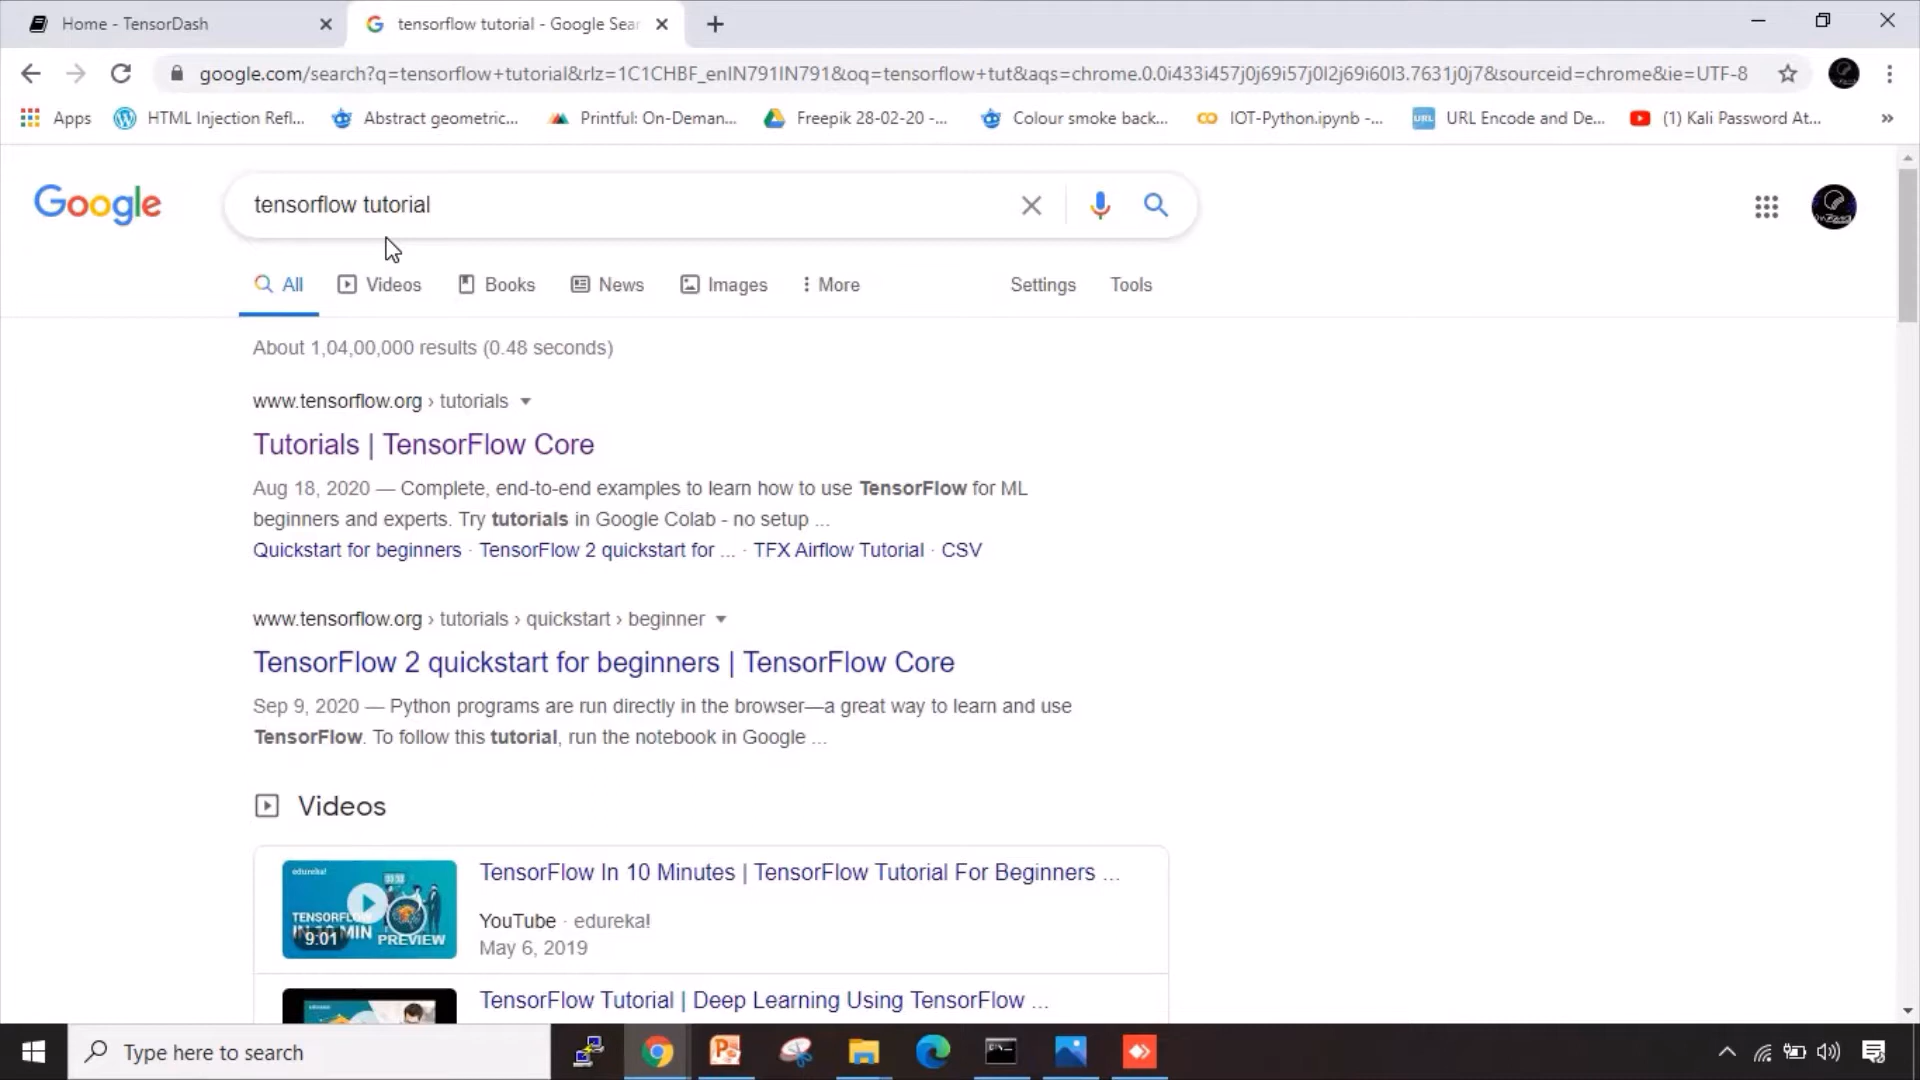 Home - TensorDash
tensorflow tutorial - Google Sear
google.com/search?q=tensorflow+tutorial&rlz=1C1CHBF_enIN791IN791&oq=tensorflow+tut&aqs=chrome.0.0i433i457j0j69i57j0l2j69i60l3.7631j0j7&sourceid=chrome&ie=UTF-8
Apps HTML Injection Refl... Abstract geometric... Printful: On-Deman... Freepik 28-02-20 -... Colour smoke back... IOT-Python.ipynb -... URL URL Encode and De... (1) Kali Password At... »
Google
tensorflow tutorial
All Videos Books News Images More Settings Tools
About 1,04,00,000 results (0.48 seconds)
www.tensorflow.org › tutorials
Tutorials | TensorFlow Core
Aug 18, 2020 — Complete, end-to-end examples to learn how to use TensorFlow for ML
beginners and experts. Try tutorials in Google Colab - no setup ...
Quickstart for beginners · TensorFlow 2 quickstart for ... · TFX Airflow Tutorial · CSV
www.tensorflow.org › tutorials › quickstart › beginner
TensorFlow 2 quickstart for beginners | TensorFlow Core
Sep 9, 2020 — Python programs are run directly in the browser—a great way to learn and use
TensorFlow. To follow this tutorial, run the notebook in Google ...
Videos
edureka!
TENSORFLOW
IN 10 MIN
9:01
PREVIEW
TensorFlow In 10 Minutes | TensorFlow Tutorial For Beginners ...
YouTube · edureka!
May 6, 2019
TensorFlow Tutorial | Deep Learning Using TensorFlow ...
Type here to search